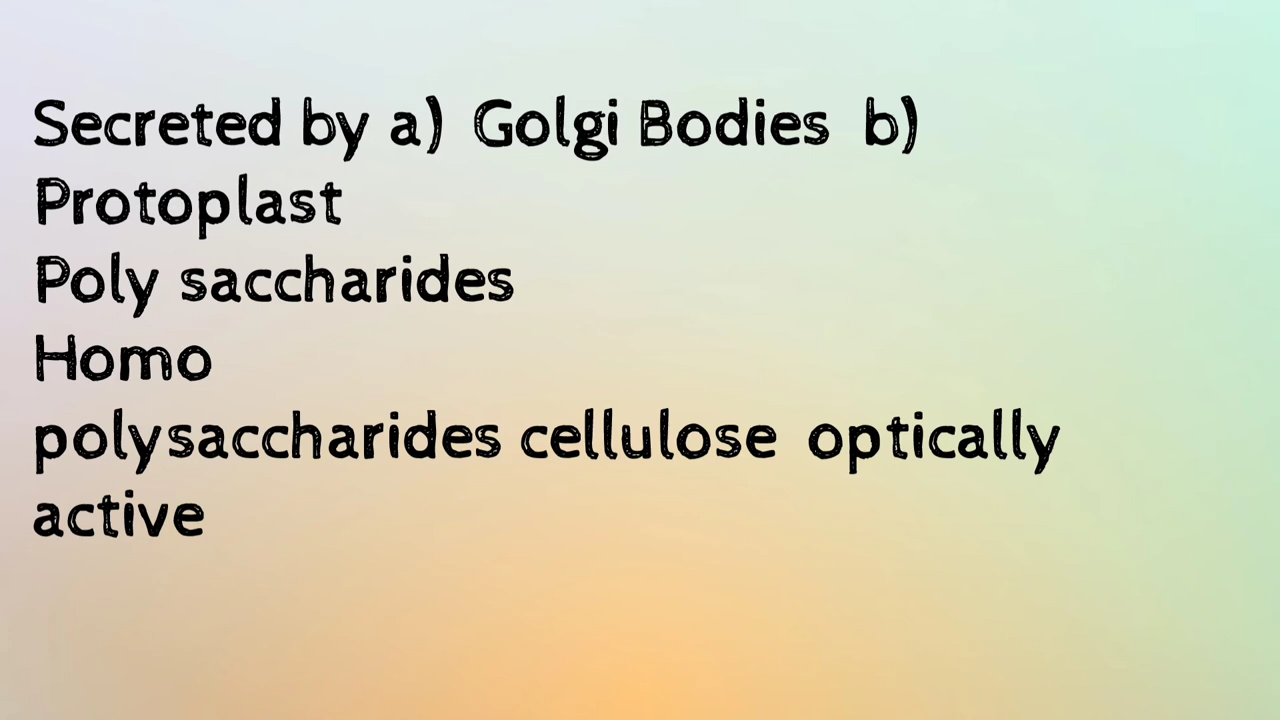 Secreted by a) Golgi Bodies b)
Protoplast
Poly saccharides
Homo
polysaccharides cellulose optically
active